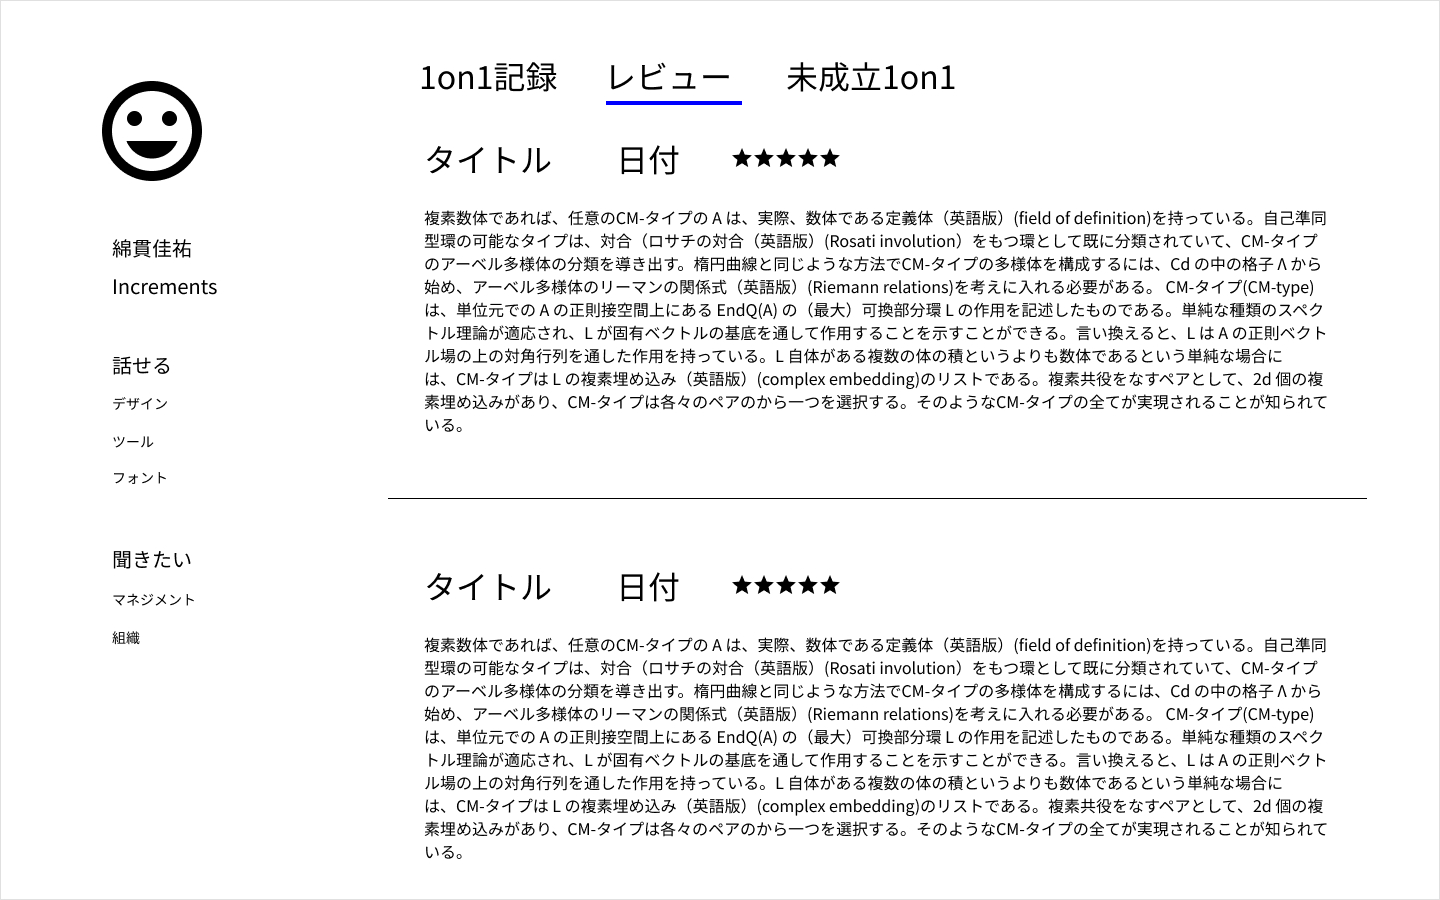 1on1記録 レビュー 未成立1on1
綿貫佳祐
Increments
話せる
デザイン
ツール
フォント
聞きたい
マネジメント
組織
タイトル 日付 ★★★★★
複素数体であれば、任意のCM-タイプの A は、実際、数体である定義体（英語版）(field of definition)を持っている。自己準同
型環の可能なタイプは、対合（ロサチの対合（英語版）(Rosati involution）をもつ環として既に分類されていて、CM-タイプ
のアーベル多様体の分類を導き出す。楕円曲線と同じような方法でCM-タイプの多様体を構成するには、Cd の中の格子 Λ から
始め、アーベル多様体のリーマンの関係式（英語版）(Riemann relations)を考えに入れる必要がある。 CM-タイプ(CM-type)
は、単位元での A の正則接空間上にある EndQ(A) の（最大）可換部分環 L の作用を記述したものである。単純な種類のスペク
トル理論が適応され、L が固有ベクトルの基底を通して作用することを示すことができる。言い換えると、L は A の正則ベクト
ル場の上の対角行列を通した作用を持っている。L 自体がある複数の体の積というよりも数体であるという単純な場合に
は、CM-タイプは L の複素埋め込み（英語版）(complex embedding)のリストである。複素共役をなすペアとして、2d 個の複
素埋め込みがあり、CM-タイプは各々のペアのから一つを選択する。そのようなCM-タイプの全てが実現されることが知られて
いる。
タイトル 日付 ★★★★★
複素数体であれば、任意のCM-タイプの A は、実際、数体である定義体（英語版）(field of definition)を持っている。自己準同
型環の可能なタイプは、対合（ロサチの対合（英語版）(Rosati involution）をもつ環として既に分類されていて、CM-タイプ
のアーベル多様体の分類を導き出す。楕円曲線と同じような方法でCM-タイプの多様体を構成するには、Cd の中の格子 Λ から
始め、アーベル多様体のリーマンの関係式（英語版）(Riemann relations)を考えに入れる必要がある。 CM-タイプ(CM-type)
は、単位元での A の正則接空間上にある EndQ(A) の（最大）可換部分環 L の作用を記述したものである。単純な種類のスペク
トル理論が適応され、L が固有ベクトルの基底を通して作用することを示すことができる。言い換えると、L は A の正則ベクト
ル場の上の対角行列を通した作用を持っている。L 自体がある複数の体の積というよりも数体であるという単純な場合に
は、CM-タイプは L の複素埋め込み（英語版）(complex embedding)のリストである。複素共役をなすペアとして、2d 個の複
素埋め込みがあり、CM-タイプは各々のペアのから一つを選択する。そのようなCM-タイプの全てが実現されることが知られて
いる。